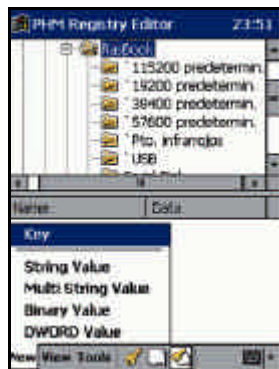 PHM Registry Editor 23:51
RasBook
`115200 predetermin.
`19200 predetermin.
`38400 predetermin.
`57600 predetermin.
`Pto. infrarrojos
`USB
Name Data
Key
String Value
Multi String Value
Binary Value
DWORD Value
New View Tools